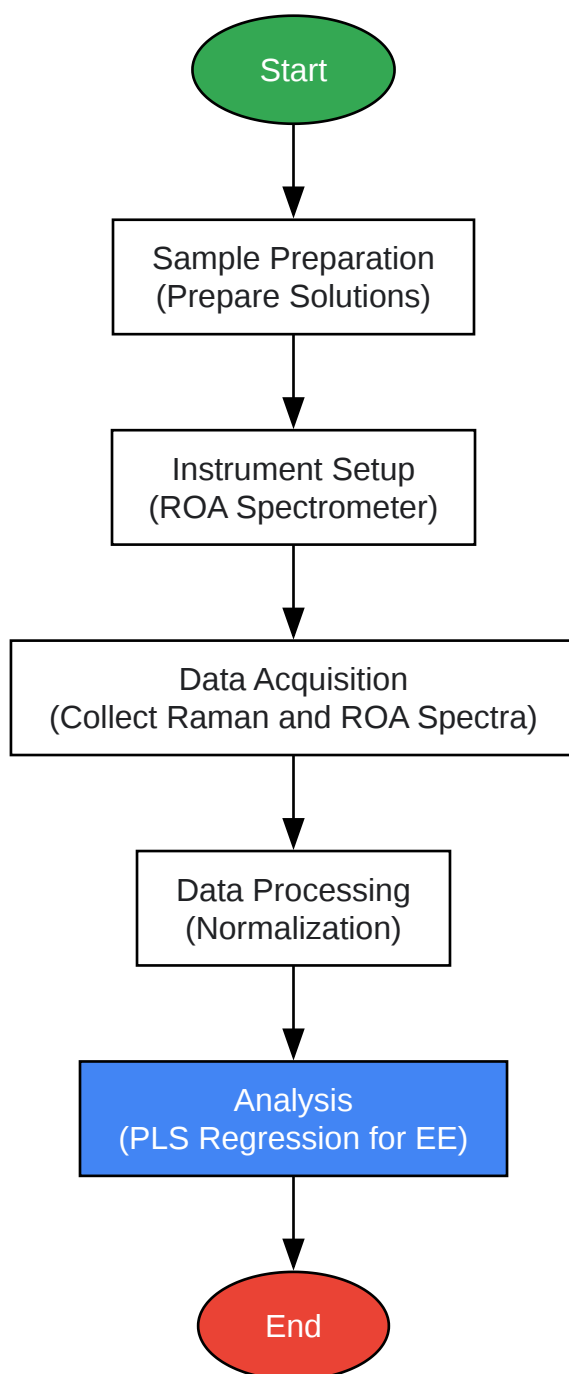 Start
Sample Preparation
(Prepare Solutions)
Instrument Setup
(ROA Spectrometer)
Data Acquisition
(Collect Raman and ROA Spectra)
Data Processing
(Normalization)
Analysis
(PLS Regression for EE)
End